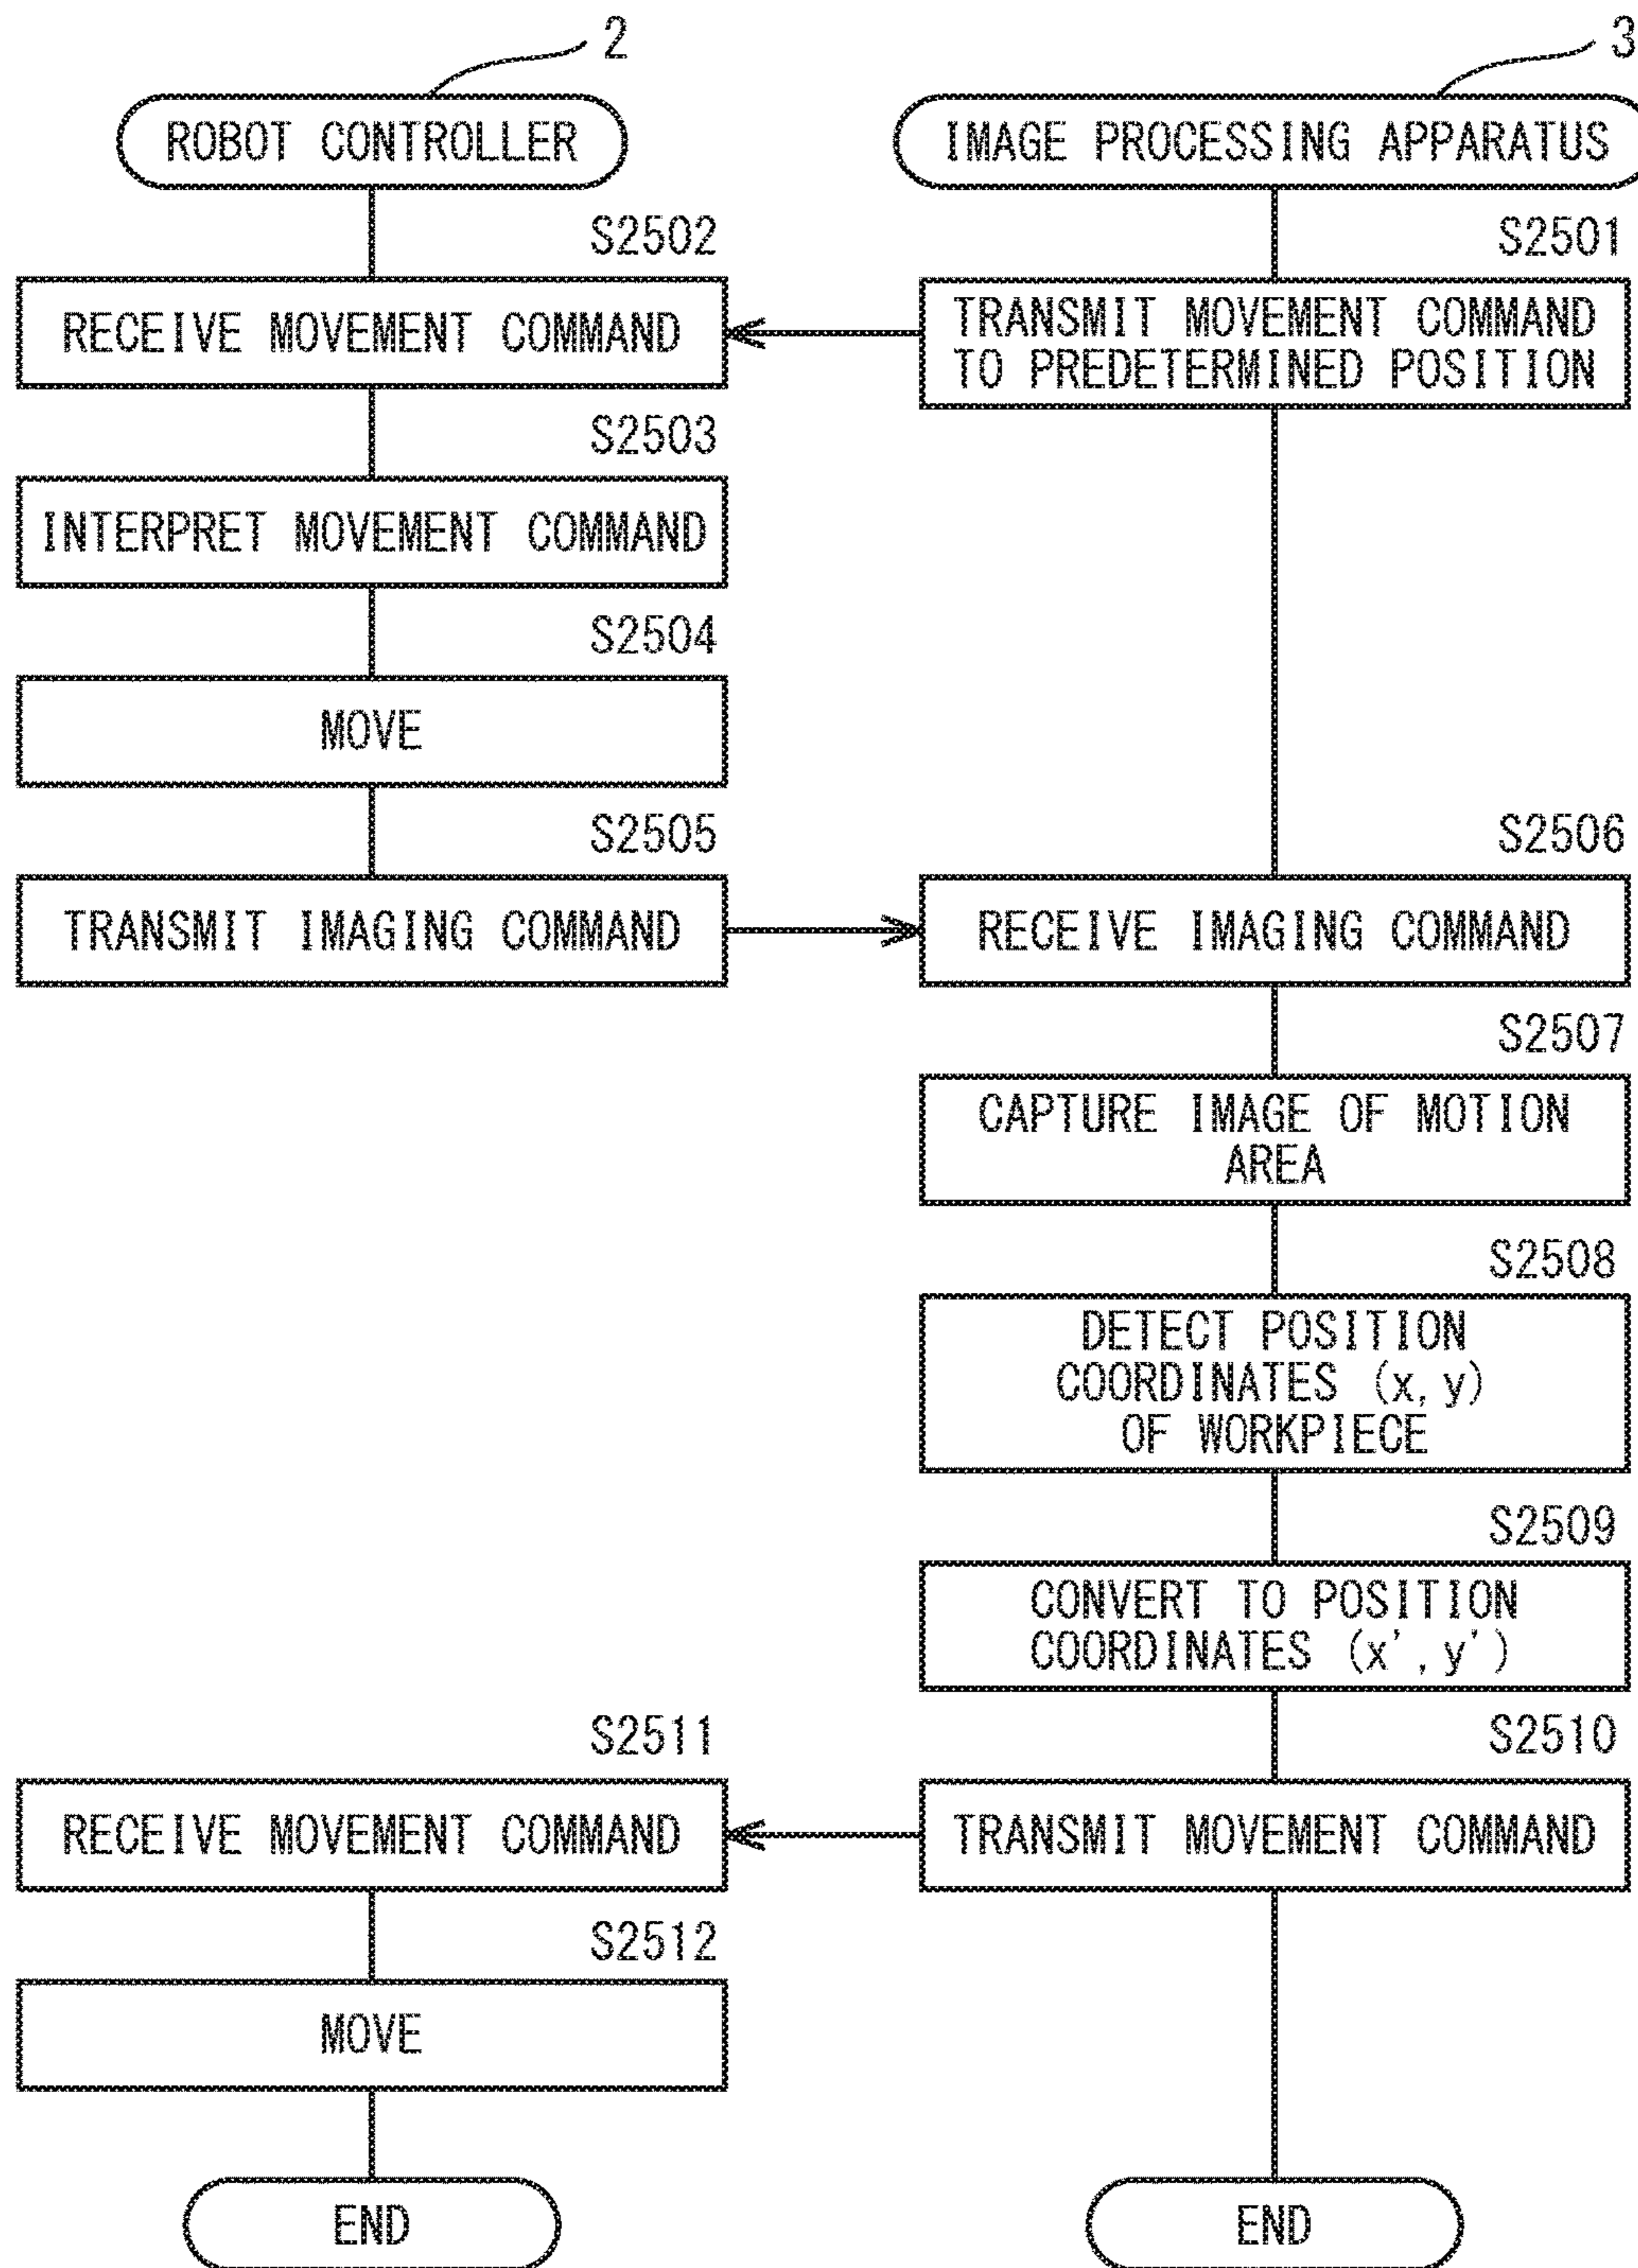 2
3
ROBOT CONTROLLER
IMAGE PROCESSING APPARATUS
S2502
S2501
RECEIVE MOVEMENT COMMAND
TRANSMIT MOVEMENT COMMAND
TO PREDETERMINED POSITION
S2503
INTERPRET MOVEMENT COMMAND
S2504
MOVE
S2505
S2506
TRANSMIT IMAGING COMMAND
RECEIVE IMAGING COMMAND
S2507
CAPTURE IMAGE OF MOTION
AREA
S2508
DETECT POSITION
COORDINATES (x, y)
OF WORKPIECE
S2509
CONVERT TO POSITION
COORDINATES (x', y')
S2511
S2510
RECEIVE MOVEMENT COMMAND
TRANSMIT MOVEMENT COMMAND
S2512
MOVE
END
END